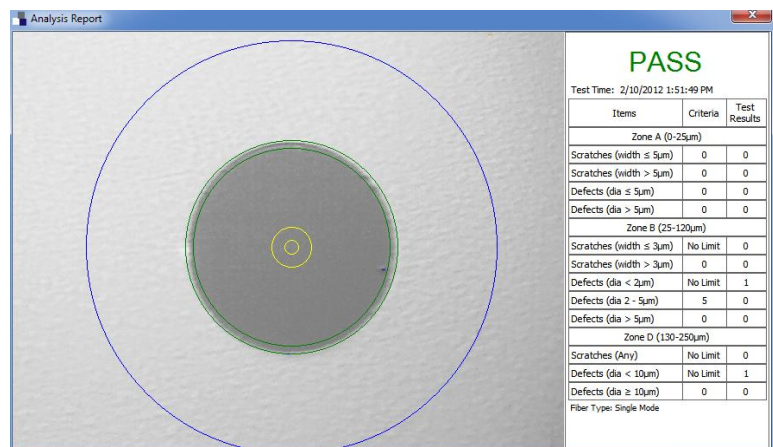 Analysis Report
X
PASS
Test Time: 2/10/2012 1:51:49 PM
Items Criteria Test Results
Zone A (0-25μm)
Scratches (width ≤ 5μm) 0 0
Scratches (width > 5μm) 0 0
Defects (dia ≤ 5μm) 0 0
Defects (dia > 5μm) 0 0
Zone B (25-120μm)
Scratches (width ≤ 3μm) No Limit 0
Scratches (width > 3μm) 0 0
Defects (dia < 2μm) No Limit 1
Defects (dia 2 - 5μm) 5 0
Defects (dia > 5μm) 0 0
Zone D (130-250μm)
Scratches (Any) No Limit 0
Defects (dia < 10μm) No Limit 1
Defects (dia ≥ 10μm) 0 0
Fiber Type: Single Mode